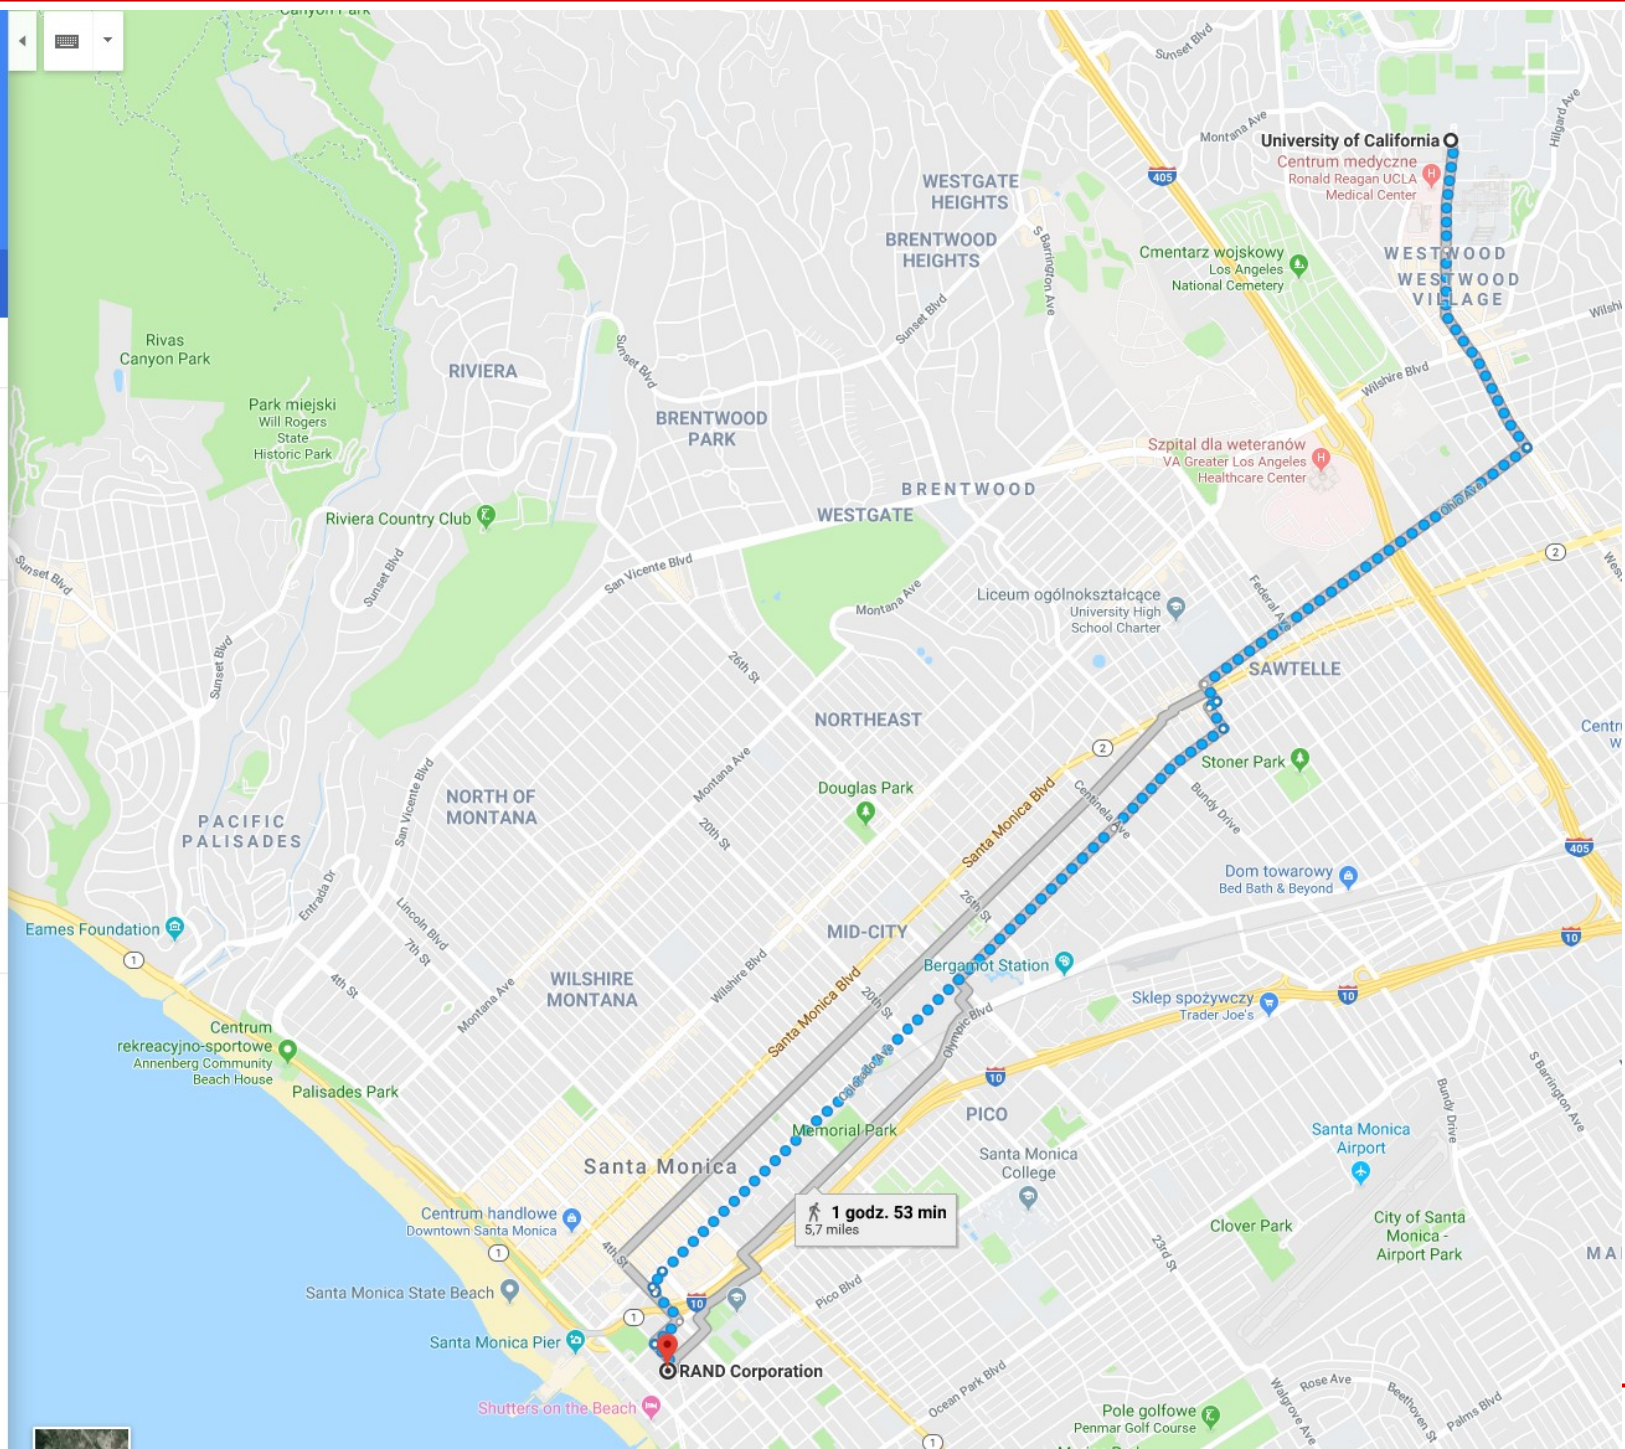 Canyon Park
Sunset Blvd
Hilgard Ave
Montana Ave
University of California
Centrum medyczne
Ronald Reagan UCLA
Medical Center
405
WESTGATE
HEIGHTS
S Barrington Ave
BRENTWOOD
HEIGHTS
Cmentarz wojskowy
Los Angeles
National Cemetery
WESTWOOD
WESTWOOD
VILLAGE
Sunset Blvd
Wilshi
Rivas
Canyon Park
RIVIERA
Sunset Blvd
Wilshire Blvd
Park miejski
Will Rogers
State
Historic Park
BRENTWOOD
PARK
Szpital dla weteranów
VA Greater Los Angeles
Healthcare Center
BRENTWOOD
WESTGATE
Ohio Ave
Riviera Country Club
2
Sunset Blvd
Sunset Blvd
San Vicente Blvd
Montana Ave
Liceum ogólnokształcące
University High
School Charter
Federal Ave
West
Sunset Blvd
26th St
SAWTELLE
NORTHEAST
2
Centru
W
Stoner Park
Montana Ave
San Vicente Blvd
Douglas Park
NORTH OF
MONTANA
Santa Monica Blvd
Centinela Ave
Bundy Drive
PACIFIC
PALISADES
20th St
405
Dom towarowy
Bed Bath & Beyond
Entrada Dr
26th St
Lincoln Blvd
Eames Foundation
MID-CITY
10
7th St
1
Bergamot Station
4th St
WILSHIRE
MONTANA
Wilshire Blvd
Montana Ave
20th St
Sklep spożywczy
Trader Joe's
10
Santa Monica Blvd
Olympic Blvd
Centrum
rekreacyjno-sportowe
Annenberg Community
Beach House
Colorado Ave
10
Palisades Park
PICO
S Barrington Ave
Bundy Drive
Memorial Park
Santa Monica
Airport
Santa Monica
Santa Monica
College
1 godz. 53 min
5,7 miles
Centrum handlowe
Downtown Santa Monica
Clover Park
City of Santa
Monica -
Airport Park
4th St
1
23rd St
MA
Santa Monica State Beach
10
Pico Blvd
1
Santa Monica Pier
RAND Corporation
Ocean Park Blvd
Rose Ave
Shutters on the Beach
Walgrove Ave
Beethoven St
Palms Blvd
Pole golfowe
Penmar Golf Course
1